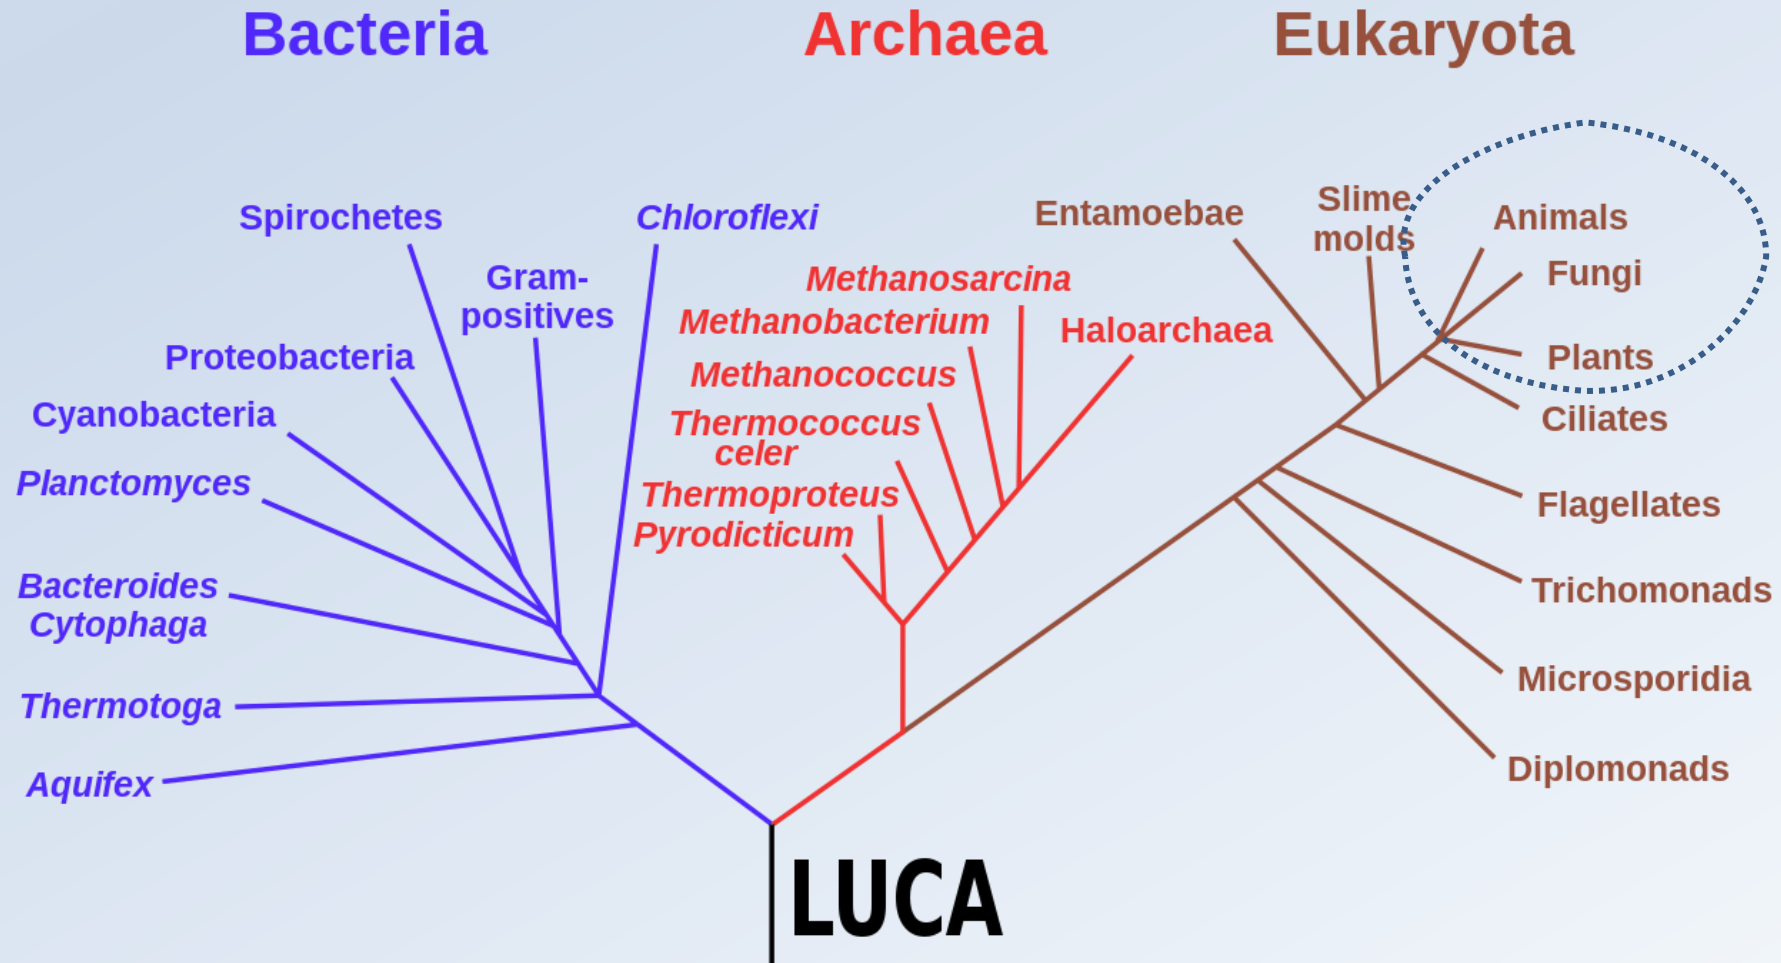 Bacteria
Archaea
Eukaryota
Spirochetes
Gram-
positives
Chloroflexi
Proteobacteria
Cyanobacteria
Planctomyces
Bacteroides
Cytophaga
Thermotoga
Aquifex
Methanosarcina
Methanobacterium
Haloarchaea
Methanococcus
Thermococcus
celer
Thermoproteus
Pyrodicticum
Entamoebae
Slime
molds
Animals
Fungi
Plants
Ciliates
Flagellates
Trichomonads
Microsporidia
Diplomonads
LUCA